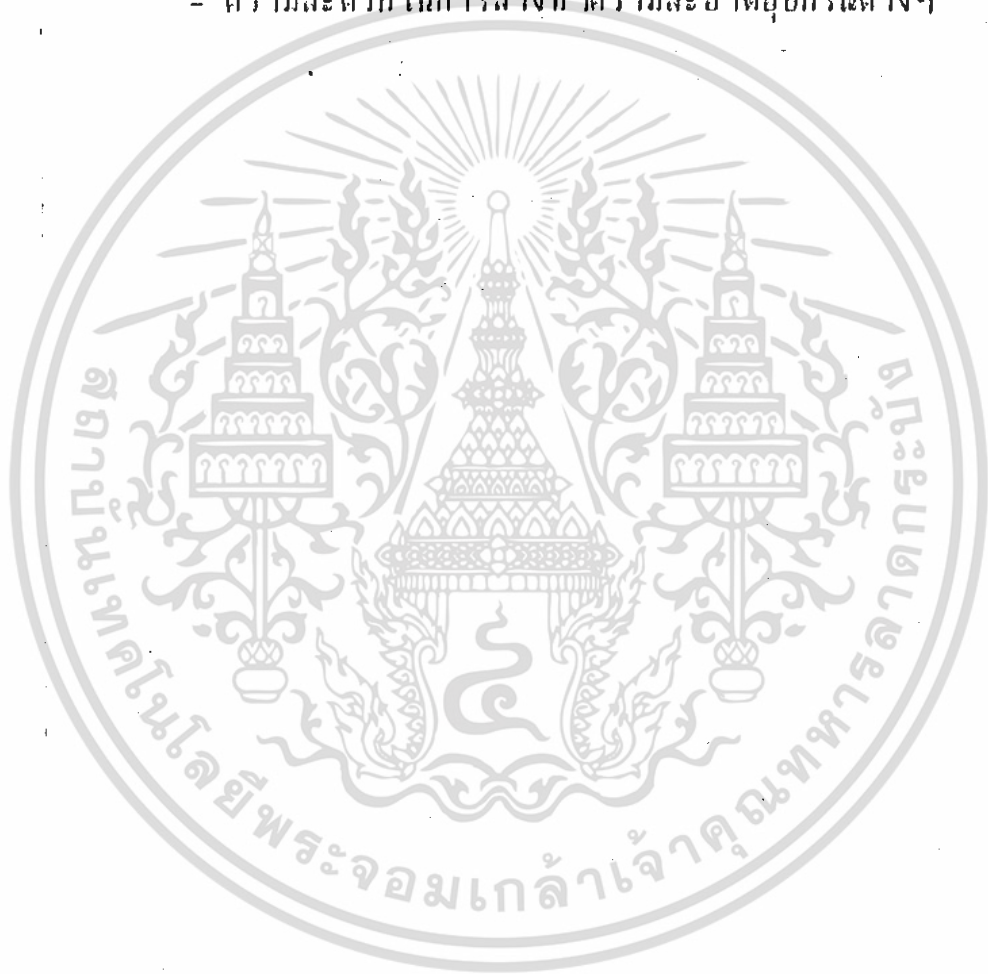 - ความสะดวกในการล้างทำความสะอาดอุปกรณ์ต่างๆ
สถาบันเทคโนโลยีพระจอมเกล้าเจ้าคุณทหารลาดกระบัง
๔